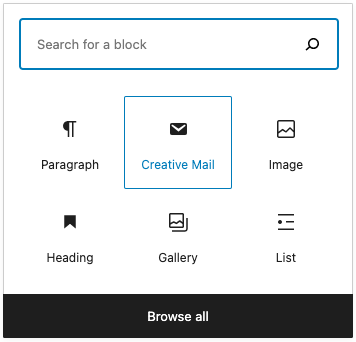 Search for a block
Paragraph Creative Mail Image
Heading Gallery List
Browse all